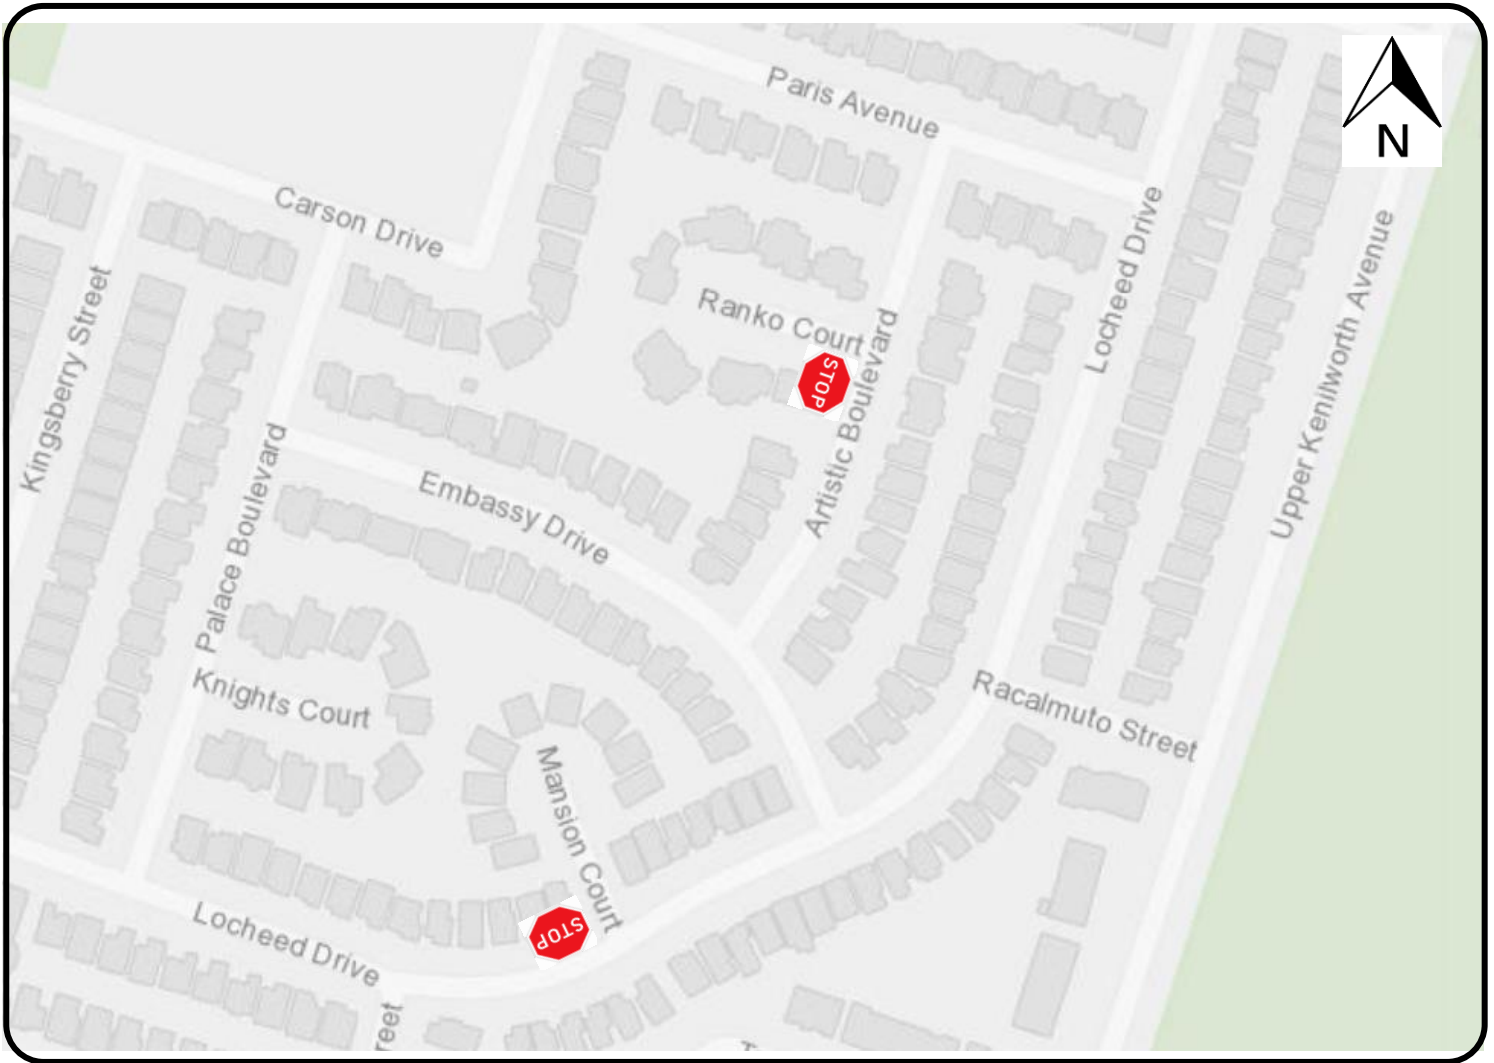 Paris Avenue
N
Carson Drive
Locheed Drive
Kingsberry Street
Upper Kenilworth Avenue
Ranko Court
STOP
Artistic Boulevard
Embassy Drive
Palace Boulevard
Knights Court
Racalmuto Street
Mansion Court
STOP
Locheed Drive
reet